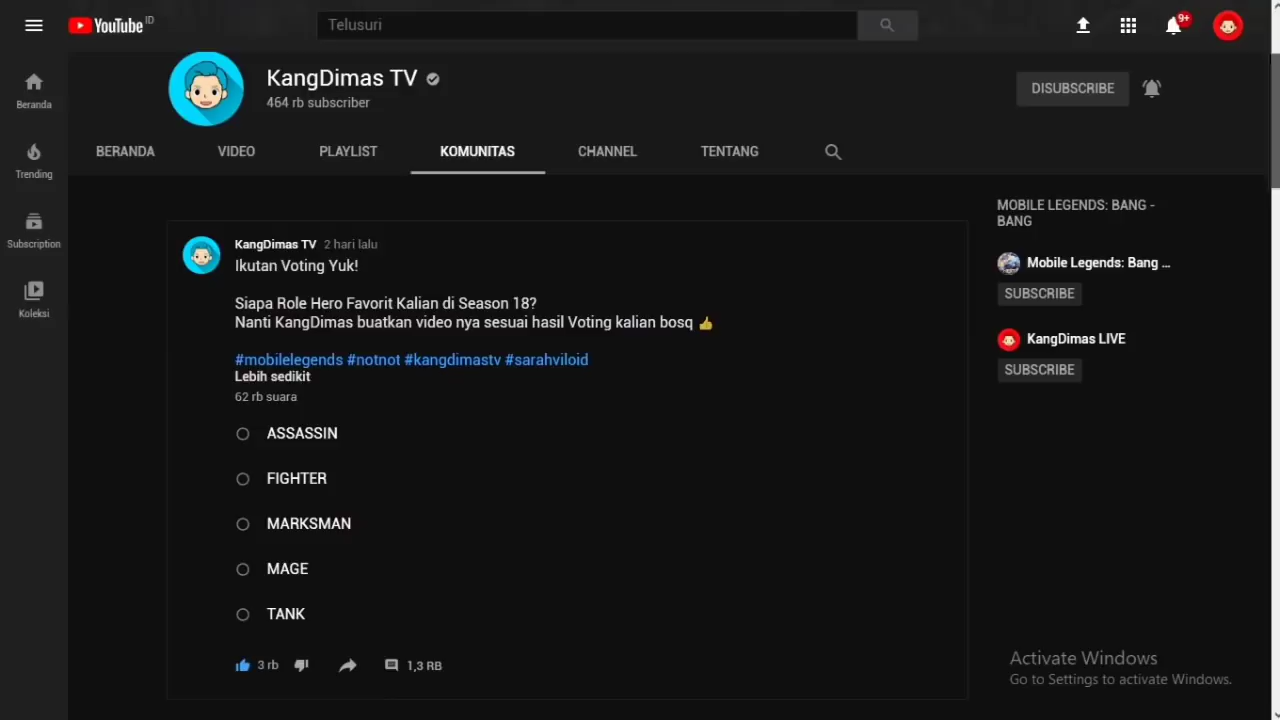 YouTube ID
Telusuri
9+
Beranda
Trending
Subscription
Koleksi
KangDimas TV
464 rb subscriber
DISUBSCRIBE
BERANDA VIDEO PLAYLIST KOMUNITAS CHANNEL TENTANG
KangDimas TV 2 hari lalu
Ikutan Voting Yuk!
Siapa Role Hero Favorit Kalian di Season 18?
Nanti KangDimas buatkan video nya sesuai hasil Voting kalian bosq 👍
#mobilelegends #notnot #kangdimastv #sarahviloid
Lebih sedikit
62 rb suara
ASSASSIN
FIGHTER
MARKSMAN
MAGE
TANK
3 rb 1,3 RB
MOBILE LEGENDS: BANG -
BANG
Mobile Legends: Bang ...
SUBSCRIBE
KangDimas LIVE
SUBSCRIBE
Activate Windows
Go to Settings to activate Windows.